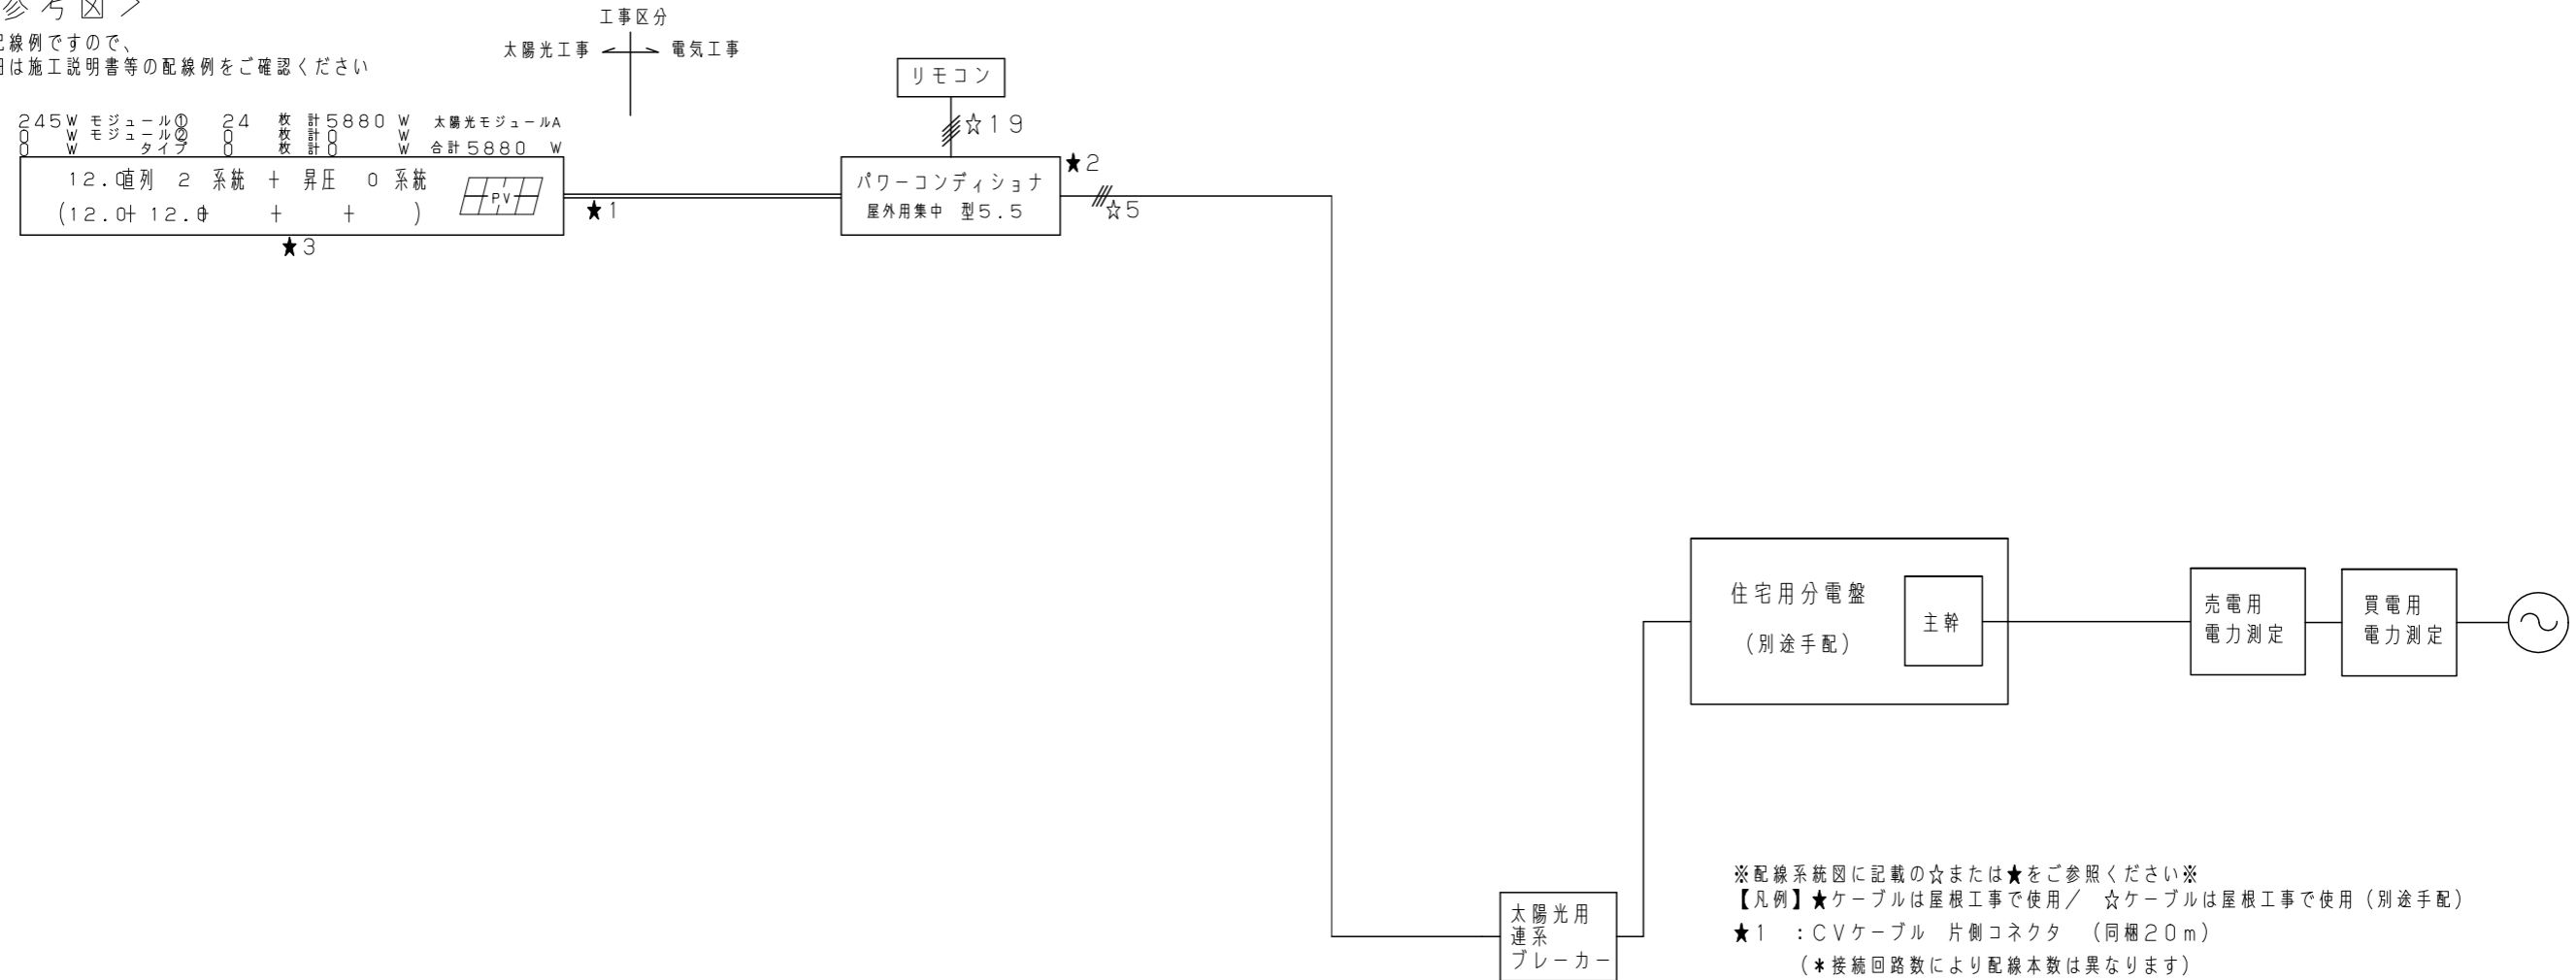 参考図＞
配線例ですので、
細は施工説明書等の配線例をご確認ください
工事区分
太陽光工事 電気工事
リモコン
☆19
245W モジュール① 24 枚 計5880 W 太陽光モジュールA
0 W モジュール② 0 枚 計0 W
0 W タイプ 0 枚 計0 W 合計5880 W
12.0直列 2 系統 + 昇圧 0 系統
(12.0+ 12.0+ + + )
PV
★1
★3
パワーコンディショナ
屋外用集中 型5.5
★2
☆5
住宅用分電盤
(別途手配)
主幹
売電用
電力測定
買電用
電力測定
太陽光用
連系
ブレーカー
※配線系統図に記載の☆または★をご参照ください※
【凡例】★ケーブルは屋根工事で使用／ ☆ケーブルは屋根工事で使用(別途手配)
★1 :CVケーブル 片側コネクタ (同梱20m)
(＊接続回路数により配線本数は異なります)